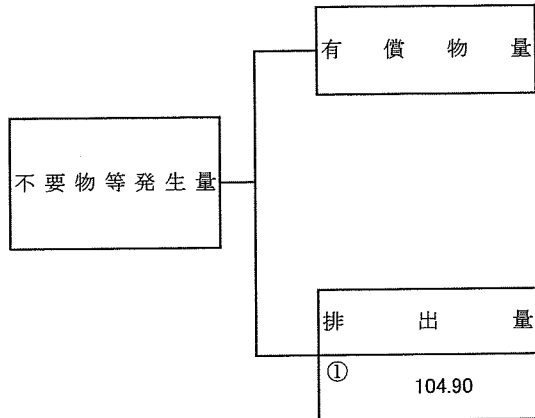 有償物量
不要物等発生量
排出量
①
104.90